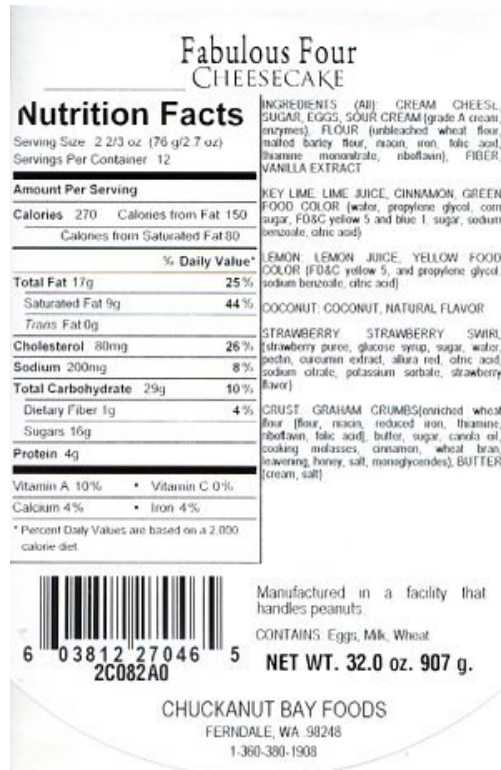 Fabulous Four
CHEESECAKE
Nutrition Facts
Serving Size 2 2/3 oz (76 g/2.7 oz)
Servings Per Container 12
Amount Per Serving
Calories 270 Calories from Fat 150
Calories from Saturated Fat 80
% Daily Value*
Total Fat 17g 25%
Saturated Fat 9g 44%
Trans Fat 0g
Cholesterol 80mg 26%
Sodium 200mg 8%
Total Carbohydrate 29g 10%
Dietary Fiber 1g 4%
Sugars 16g
Protein 4g
Vitamin A 10% • Vitamin C 0%
Calcium 4% • Iron 4%
* Percent Daily Values are based on a 2,000
calorie diet.
INGREDIENTS (All): CREAM CHEESE,
SUGAR, EGGS, SOUR CREAM (grade A cream,
enzymes), FLOUR (unbleached wheat flour,
malted barley flour, niacin, iron, folic acid,
thiamine mononitrate, riboflavin), FIBER,
VANILLA EXTRACT
KEY LIME: LIME JUICE, CINNAMON, GREEN
FOOD COLOR (water, propylene glycol, corn
sugar, FD&C yellow 5 and blue 1, sugar, sodium
benzoate, citric acid)
LEMON: LEMON JUICE, YELLOW FOOD
COLOR (FD&C yellow 5, and propylene glycol,
sodium benzoate, citric acid)
COCONUT: COCONUT, NATURAL FLAVOR
STRAWBERRY STRAWBERRY SWIRL
(strawberry puree, glucose syrup, sugar, water,
pectin, curcumin extract, allura red, citric acid,
sodium citrate, potassium sorbate, strawberry
flavor)
CRUST: GRAHAM CRUMBS(enriched wheat
flour (flour, niacin, reduced iron, thiamine,
riboflavin, folic acid), butter, sugar, canola oil,
cooking molasses, cinnamon, wheat bran,
leavening, honey, salt, monoglycendes), BUTTER
(cream, salt)
Manufactured in a facility that
handles peanuts.
CONTAINS: Eggs, Milk, Wheat
NET WT. 32.0 oz. 907 g.
6 03812 27046 5
2C082A0
CHUCKANUT BAY FOODS
FERNDALE, WA 98248
1-360-380-1908